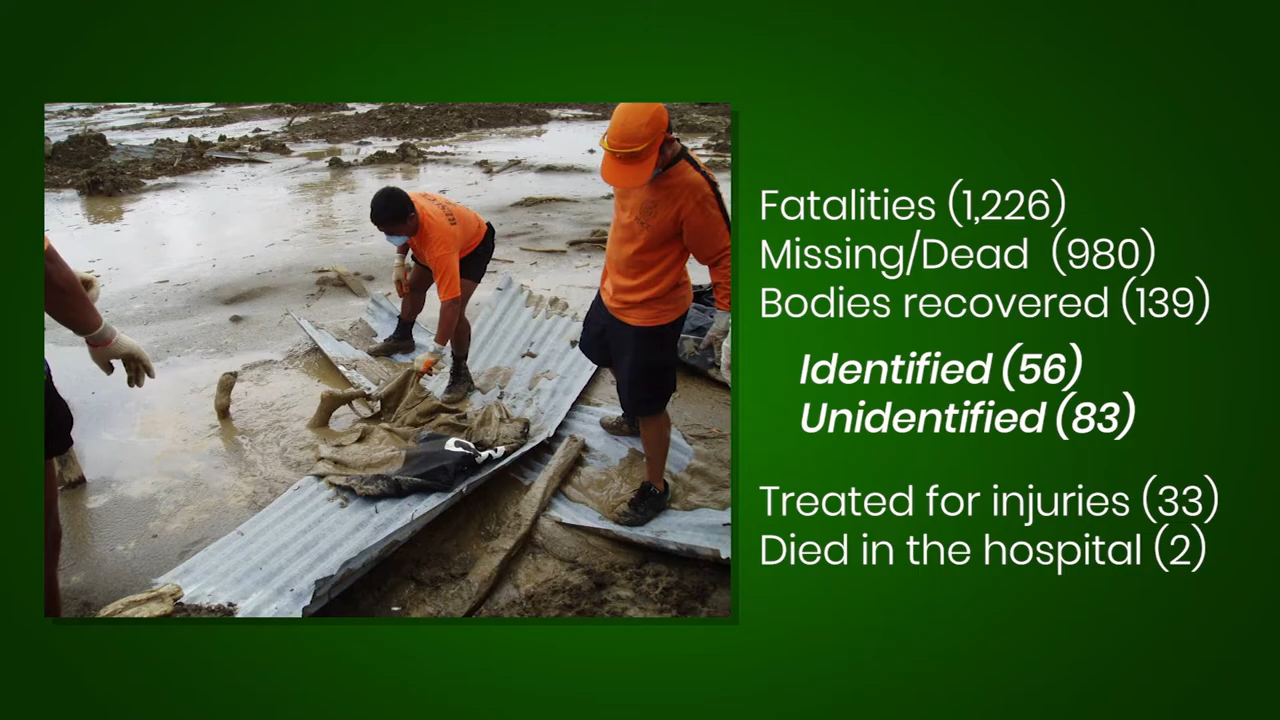 Fatalities (1,226)
Missing/Dead (980)
Bodies recovered (139)
Identified (56)
Unidentified (83)
Treated for injuries (33)
Died in the hospital (2)